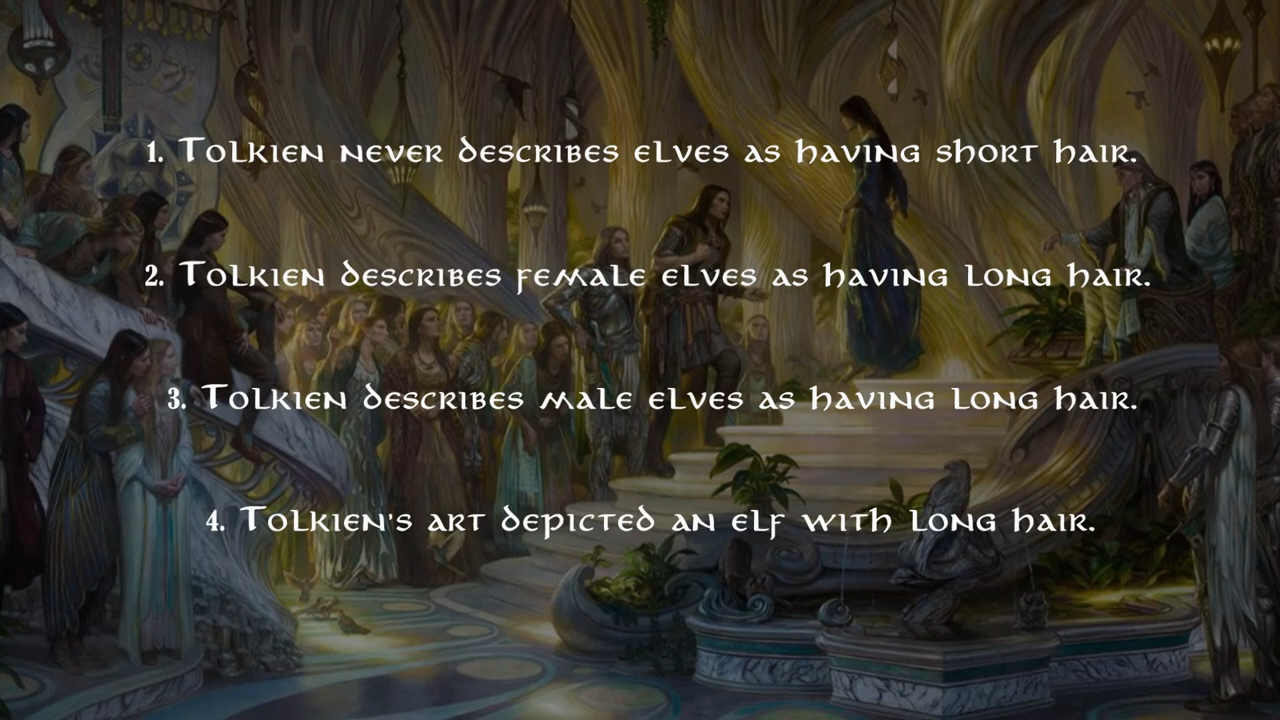 1. Tolkien never describes elves as having short hair.
2. Tolkien describes female elves as having long hair.
3. Tolkien describes male elves as having long hair.
4. Tolkien's art depicted an elf with long hair.